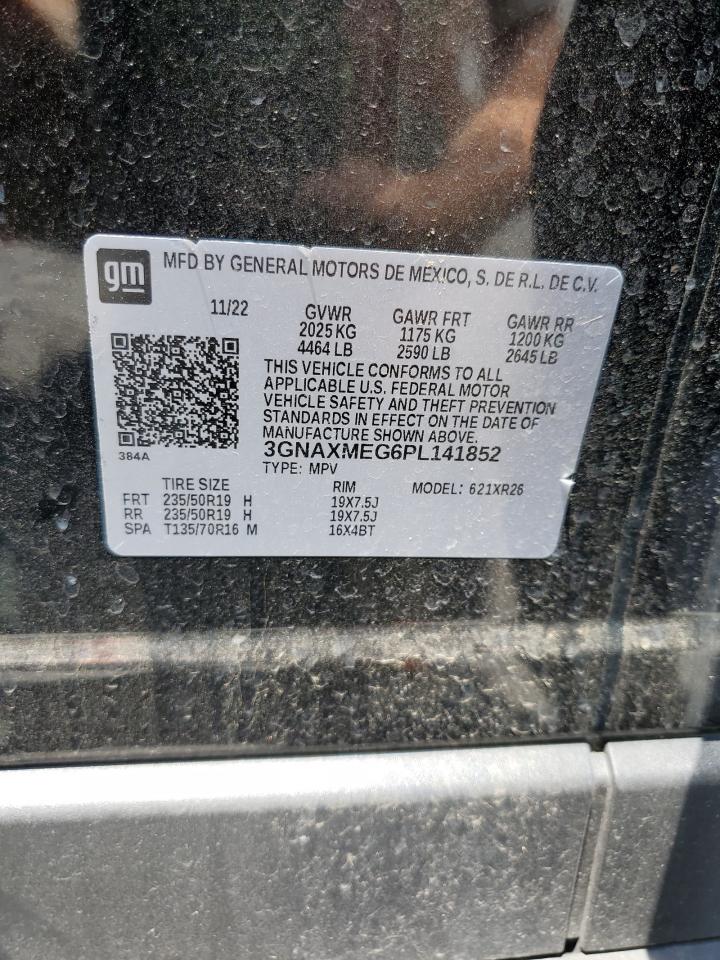 gm
MFD BY GENERAL MOTORS DE MEXICO, S. DE R.L. DE C.V.
11/22 GVWR GAWR FRT GAWR RR
2025 KG 1175 KG 1200 KG
4464 LB 2590 LB 2645 LB
THIS VEHICLE CONFORMS TO ALL
APPLICABLE U.S. FEDERAL MOTOR
VEHICLE SAFETY AND THEFT PREVENTION
STANDARDS IN EFFECT ON THE DATE OF
MANUFACTURE SHOWN ABOVE.
384A
3GNAXMEG6PL141852
TYPE: MPV
TIRE SIZE RIM MODEL: 621XR26
FRT 235/50R19 H 19X7.5J
RR 235/50R19 H 19X7.5J
SPA T135/70R16 M 16X4BT